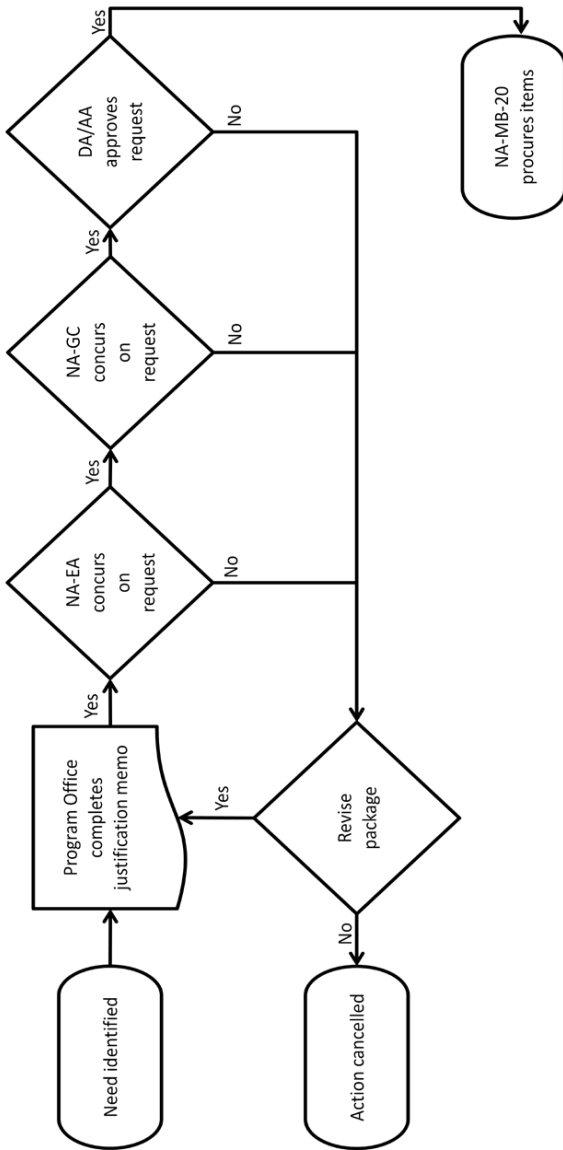 Need identified
Program Office
completes
justification memo
Yes
NA-EA
concurs
on
request
Yes
No
NA-GC
concurs
on
request
Yes
No
DA/AA
approves
request
Yes
No
Revise
package
Yes
No
Action cancelled
NA-MB-20
procures items